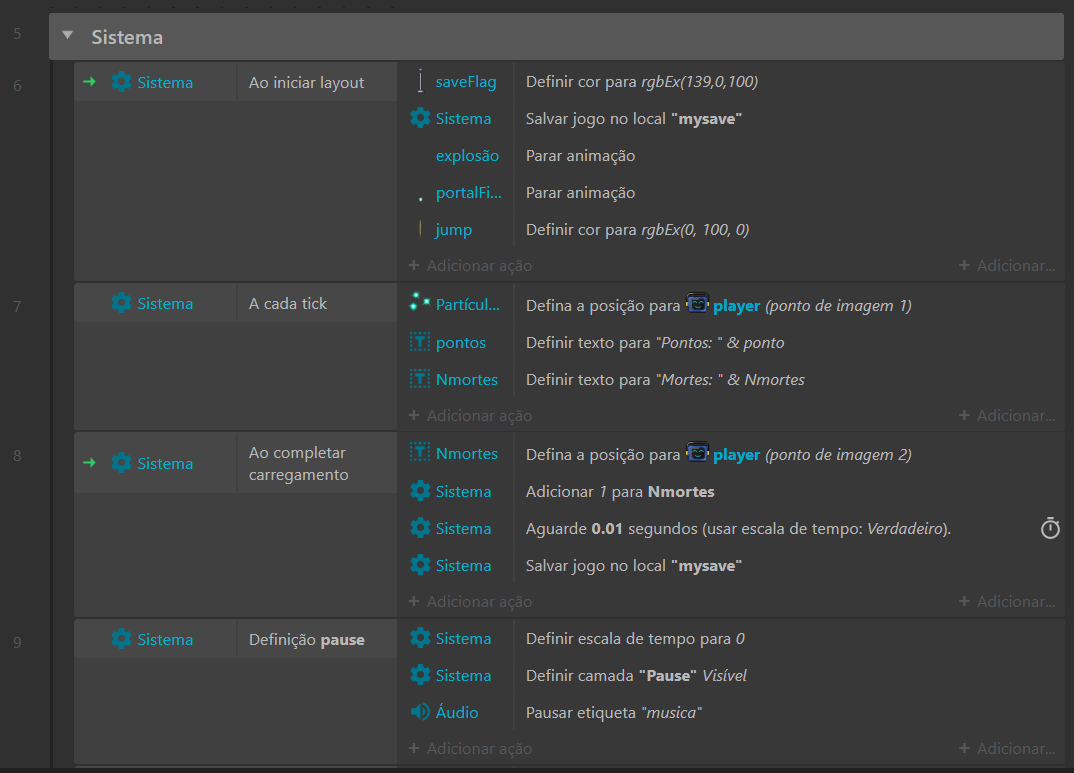 5 Sistema
6 Sistema Ao iniciar layout saveFlag Definir cor para rgbEx(139,0,100)
Sistema Salvar jogo no local "mysave"
explosão Parar animação
portalFi... Parar animação
jump Definir cor para rgbEx(0, 100, 0)
+ Adicionar ação + Adicionar...
7 Sistema A cada tick Partícul... Defina a posição para player (ponto de imagem 1)
pontos Definir texto para "Pontos: " & ponto
Nmortes Definir texto para "Mortes: " & Nmortes
+ Adicionar ação + Adicionar...
8 Sistema Ao completar carregamento Nmortes Defina a posição para player (ponto de imagem 2)
Sistema Adicionar 1 para Nmortes
Sistema Aguarde 0.01 segundos (usar escala de tempo: Verdadeiro).
Sistema Salvar jogo no local "mysave"
+ Adicionar ação + Adicionar...
9 Sistema Definição pause Sistema Definir escala de tempo para 0
Sistema Definir camada "Pause" Visível
Áudio Pausar etiqueta "musica"
+ Adicionar ação + Adicionar...